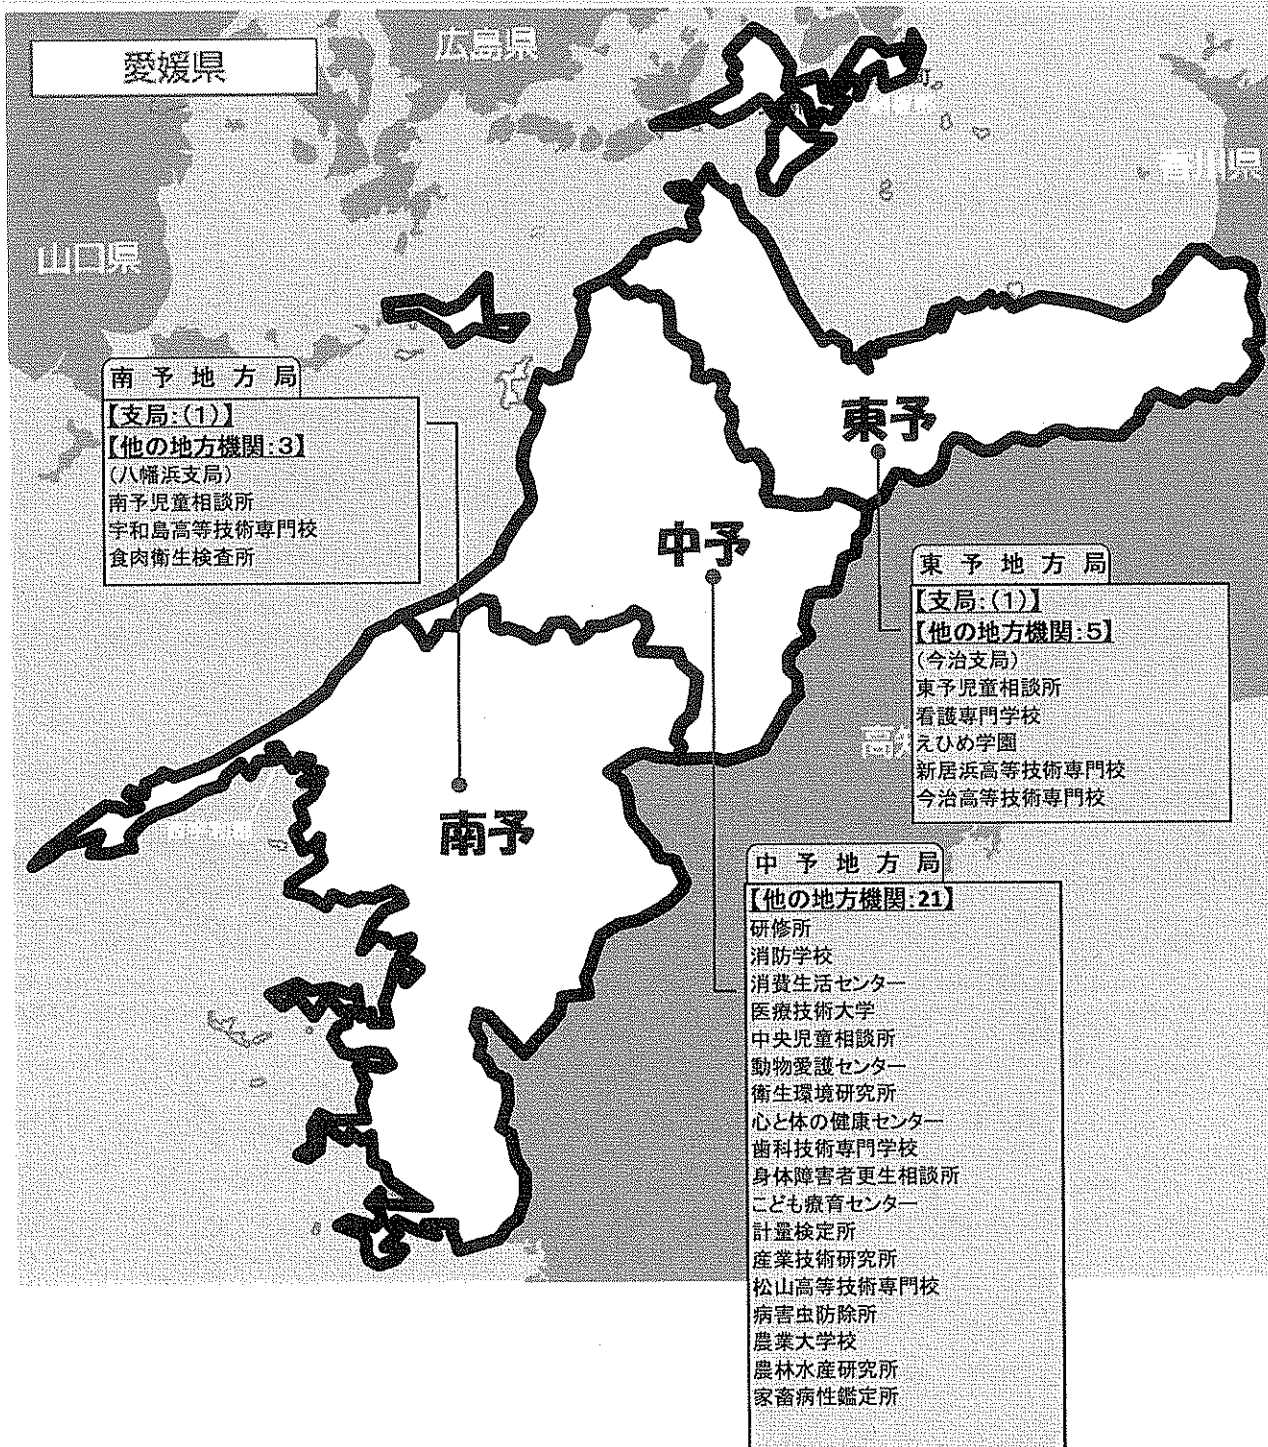 愛媛県
広島県
香川県
山口県
南予地方局
【支局:(1)】
【他の地方機関:3】
(八幡浜支局)
南予児童相談所
宇和島高等技術専門校
食肉衛生検査所
東予
中予
南予
東予地方局
【支局:(1)】
【他の地方機関:5】
(今治支局)
東予児童相談所
看護専門学校
えひめ学園
新居浜高等技術専門校
今治高等技術専門校
高知
中予地方局
【他の地方機関:21】
研修所
消防学校
消費生活センター
医療技術大学
中央児童相談所
動物愛護センター
衛生環境研究所
心と体の健康センター
歯科技術専門学校
身体障害者更生相談所
こども療育センター
計量検定所
産業技術研究所
松山高等技術専門校
病害虫防除所
農業大学校
農林水産研究所
家畜病性鑑定所